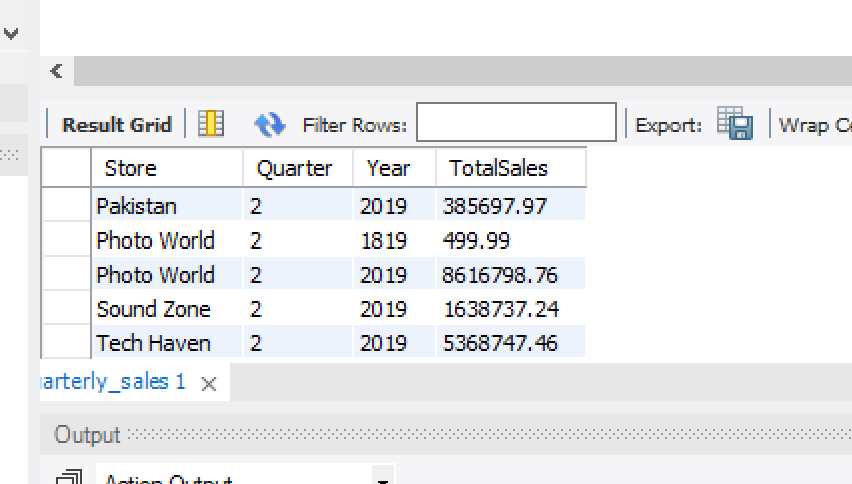 Result Grid Filter Rows: Export: Wrap C
Store Quarter Year TotalSales
Pakistan 2 2019 385697.97
Photo World 2 1819 499.99
Photo World 2 2019 8616798.76
Sound Zone 2 2019 1638737.24
Tech Haven 2 2019 5368747.46
arterly_sales 1
Output
Action Output